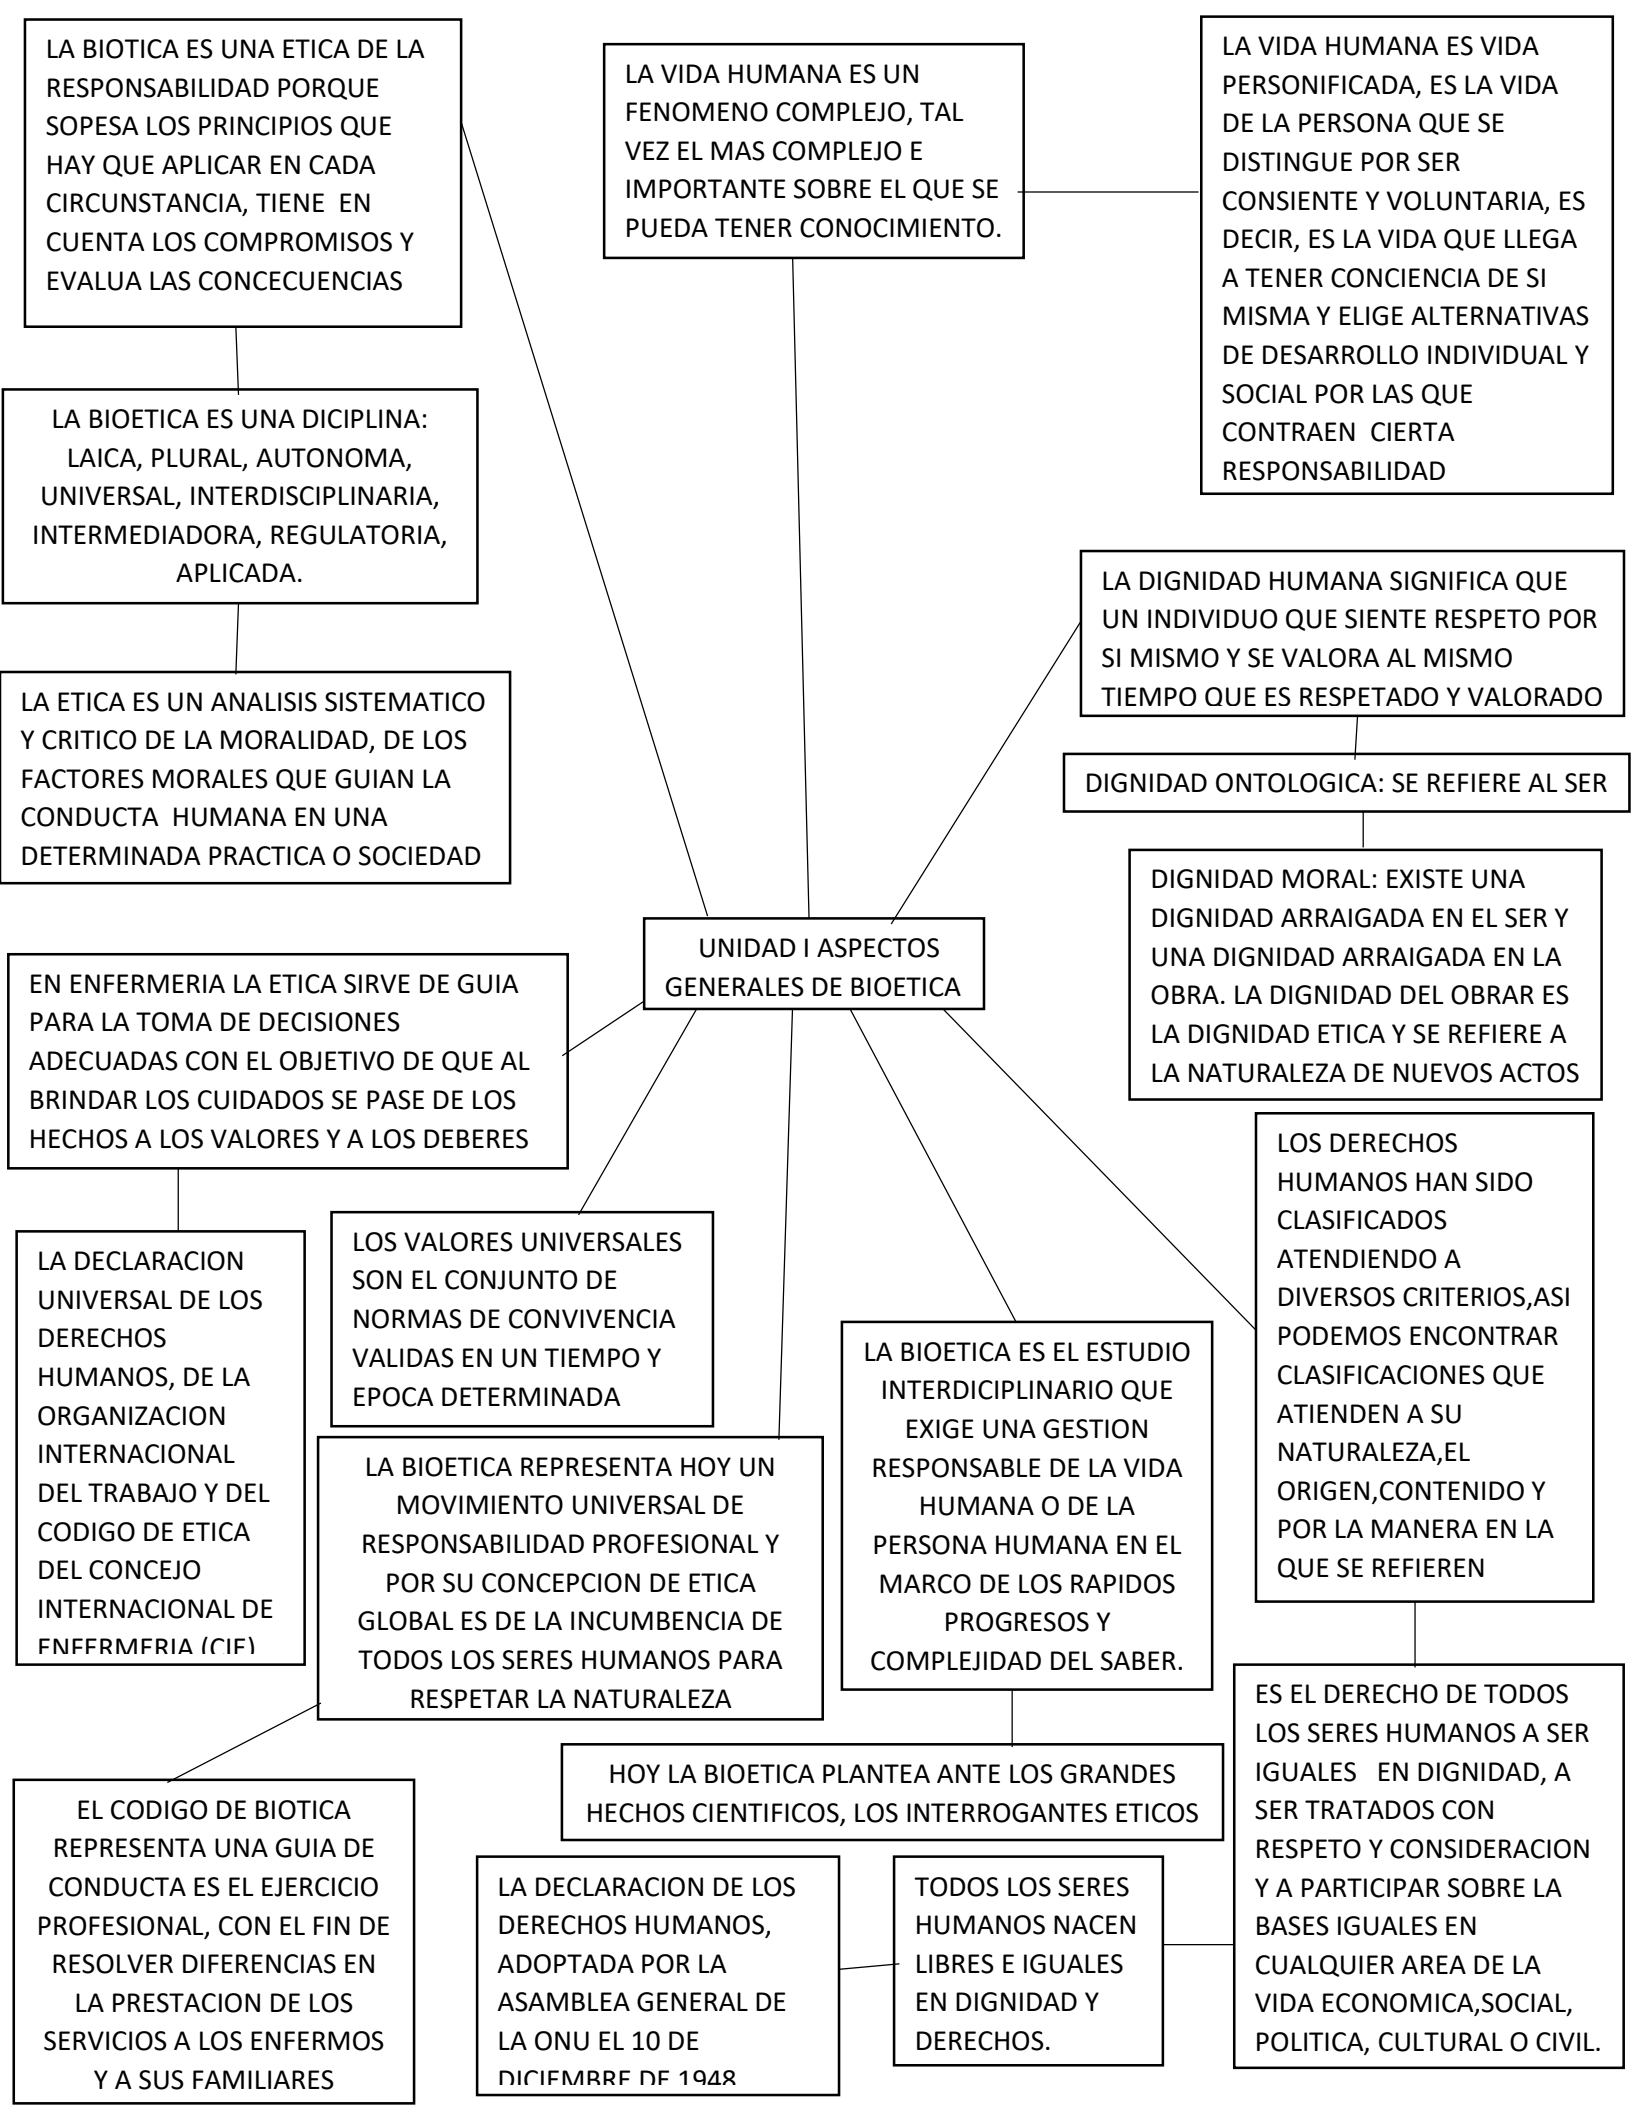 LA BIOTICA ES UNA ETICA DE LA
RESPONSABILIDAD PORQUE
SOPESA LOS PRINCIPIOS QUE
HAY QUE APLICAR EN CADA
CIRCUNSTANCIA, TIENE  EN
CUENTA LOS COMPROMISOS Y
EVALUA LAS CONCECUENCIAS
LA VIDA HUMANA ES UN
FENOMENO COMPLEJO, TAL
VEZ EL MAS COMPLEJO E
IMPORTANTE SOBRE EL QUE SE
PUEDA TENER CONOCIMIENTO.
LA VIDA HUMANA ES VIDA
PERSONIFICADA, ES LA VIDA
DE LA PERSONA QUE SE
DISTINGUE POR SER
CONSIENTE Y VOLUNTARIA, ES
DECIR, ES LA VIDA QUE LLEGA
A TENER CONCIENCIA DE SI
MISMA Y ELIGE ALTERNATIVAS
DE DESARROLLO INDIVIDUAL Y
SOCIAL POR LAS QUE
CONTRAEN  CIERTA
RESPONSABILIDAD
LA BIOETICA ES UNA DICIPLINA:
LAICA, PLURAL, AUTONOMA,
UNIVERSAL, INTERDISCIPLINARIA,
INTERMEDIADORA, REGULATORIA,
APLICADA.
LA DIGNIDAD HUMANA SIGNIFICA QUE
UN INDIVIDUO QUE SIENTE RESPETO POR
SI MISMO Y SE VALORA AL MISMO
TIEMPO QUE ES RESPETADO Y VALORADO
LA ETICA ES UN ANALISIS SISTEMATICO
Y CRITICO DE LA MORALIDAD, DE LOS
FACTORES MORALES QUE GUIAN LA
CONDUCTA  HUMANA EN UNA
DETERMINADA PRACTICA O SOCIEDAD
DIGNIDAD ONTOLOGICA: SE REFIERE AL SER
DIGNIDAD MORAL: EXISTE UNA
DIGNIDAD ARRAIGADA EN EL SER Y
UNA DIGNIDAD ARRAIGADA EN LA
OBRA. LA DIGNIDAD DEL OBRAR ES
LA DIGNIDAD ETICA Y SE REFIERE A
LA NATURALEZA DE NUEVOS ACTOS
UNIDAD I ASPECTOS
GENERALES DE BIOETICA
EN ENFERMERIA LA ETICA SIRVE DE GUIA
PARA LA TOMA DE DECISIONES
ADECUADAS CON EL OBJETIVO DE QUE AL
BRINDAR LOS CUIDADOS SE PASE DE LOS
HECHOS A LOS VALORES Y A LOS DEBERES
LOS DERECHOS
HUMANOS HAN SIDO
CLASIFICADOS
ATENDIENDO A
DIVERSOS CRITERIOS,ASI
PODEMOS ENCONTRAR
CLASIFICACIONES QUE
ATIENDEN A SU
NATURALEZA,EL
ORIGEN,CONTENIDO Y
POR LA MANERA EN LA
QUE SE REFIEREN
LA DECLARACION
UNIVERSAL DE LOS
DERECHOS
HUMANOS, DE LA
ORGANIZACION
INTERNACIONAL
DEL TRABAJO Y DEL
CODIGO DE ETICA
DEL CONCEJO
INTERNACIONAL DE
ENFERMERIA (CIE)
LOS VALORES UNIVERSALES
SON EL CONJUNTO DE
NORMAS DE CONVIVENCIA
VALIDAS EN UN TIEMPO Y
EPOCA DETERMINADA
LA BIOETICA ES EL ESTUDIO
INTERDICIPLINARIO QUE
EXIGE UNA GESTION
RESPONSABLE DE LA VIDA
HUMANA O DE LA
PERSONA HUMANA EN EL
MARCO DE LOS RAPIDOS
PROGRESOS Y
COMPLEJIDAD DEL SABER.
LA BIOETICA REPRESENTA HOY UN
MOVIMIENTO UNIVERSAL DE
RESPONSABILIDAD PROFESIONAL Y
POR SU CONCEPCION DE ETICA
GLOBAL ES DE LA INCUMBENCIA DE
TODOS LOS SERES HUMANOS PARA
RESPETAR LA NATURALEZA
ES EL DERECHO DE TODOS
LOS SERES HUMANOS A SER
IGUALES   EN DIGNIDAD, A
SER TRATADOS CON
RESPETO Y CONSIDERACION
Y A PARTICIPAR SOBRE LA
BASES IGUALES EN
CUALQUIER AREA DE LA
VIDA ECONOMICA,SOCIAL,
POLITICA, CULTURAL O CIVIL.
HOY LA BIOETICA PLANTEA ANTE LOS GRANDES
HECHOS CIENTIFICOS, LOS INTERROGANTES ETICOS
EL CODIGO DE BIOTICA
REPRESENTA UNA GUIA DE
CONDUCTA ES EL EJERCICIO
PROFESIONAL, CON EL FIN DE
RESOLVER DIFERENCIAS EN
LA PRESTACION DE LOS
SERVICIOS A LOS ENFERMOS
Y A SUS FAMILIARES
LA DECLARACION DE LOS
DERECHOS HUMANOS,
ADOPTADA POR LA
ASAMBLEA GENERAL DE
LA ONU EL 10 DE
DICIEMBRE DE 1948
TODOS LOS SERES
HUMANOS NACEN
LIBRES E IGUALES
EN DIGNIDAD Y
DERECHOS.